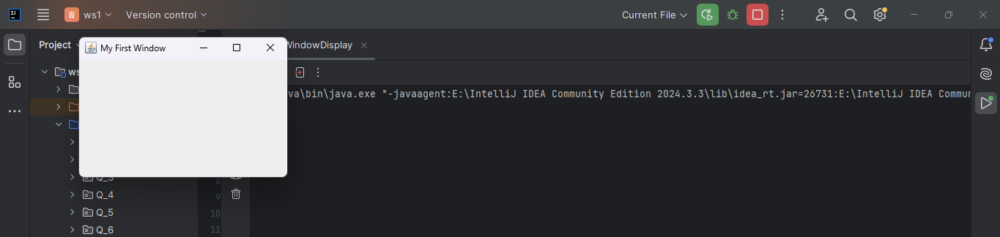 W ws1 Version control Current File
Project
My First Window
WindowDisplay
ws
va\bin\java.exe "-javaagent:E:\IntelliJ IDEA Community Edition 2024.3.3\lib\idea_rt.jar=26731:E:\IntelliJ IDEA Commun
Q_3
8
Q_4
9
Q_5
10
Q_6
11